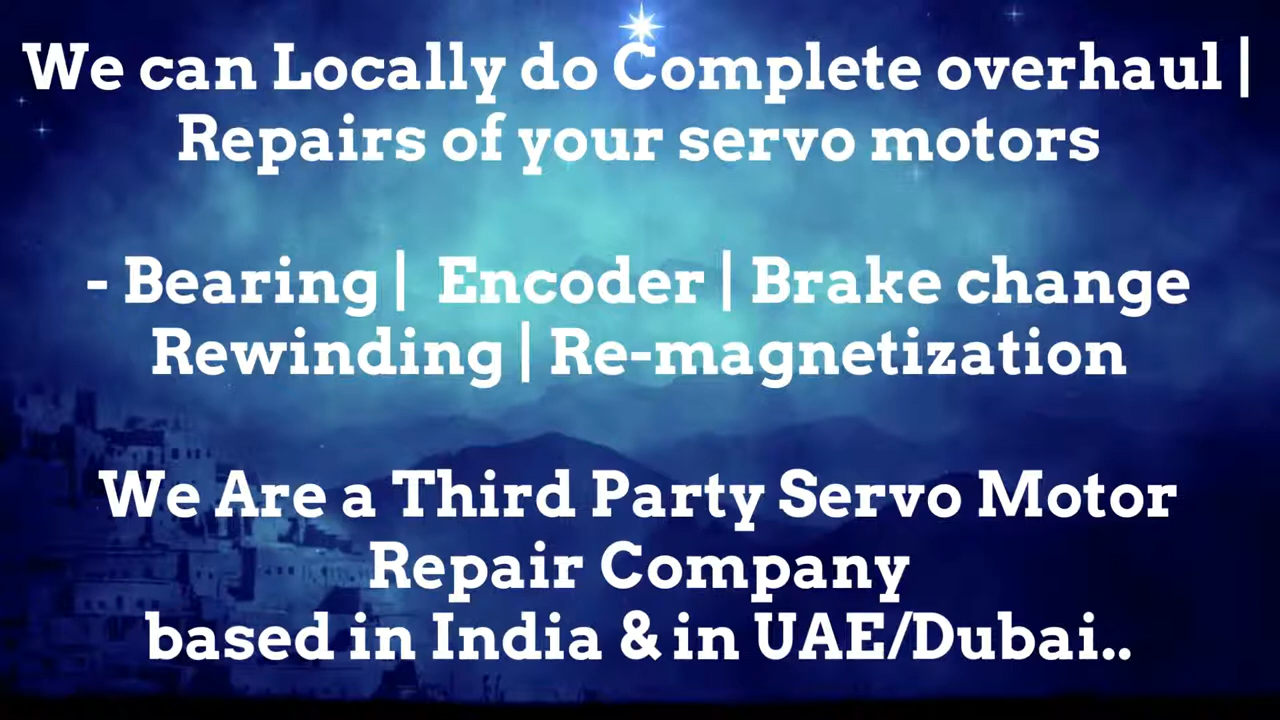 We can Locally do Complete overhaul |
Repairs of your servo motors
- Bearing | Encoder | Brake change
Rewinding | Re-magnetization
We Are a Third Party Servo Motor
Repair Company
based in India & in UAE/Dubai..